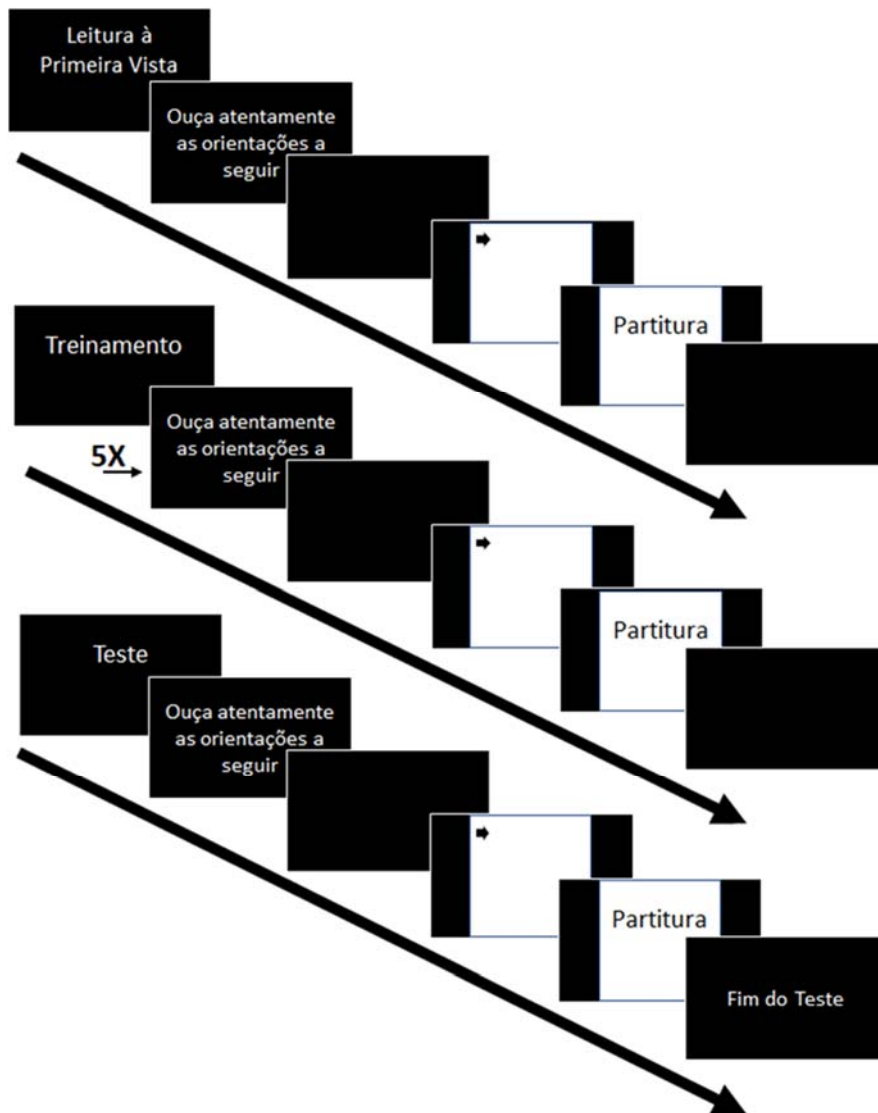 Leitura à
Primeira Vista
Ouça atentamente
as orientações a
seguir
Partitura
Treinamento
5X
Ouça atentamente
as orientações a
seguir
Partitura
Teste
Ouça atentamente
as orientações a
seguir
Partitura
Fim do Teste